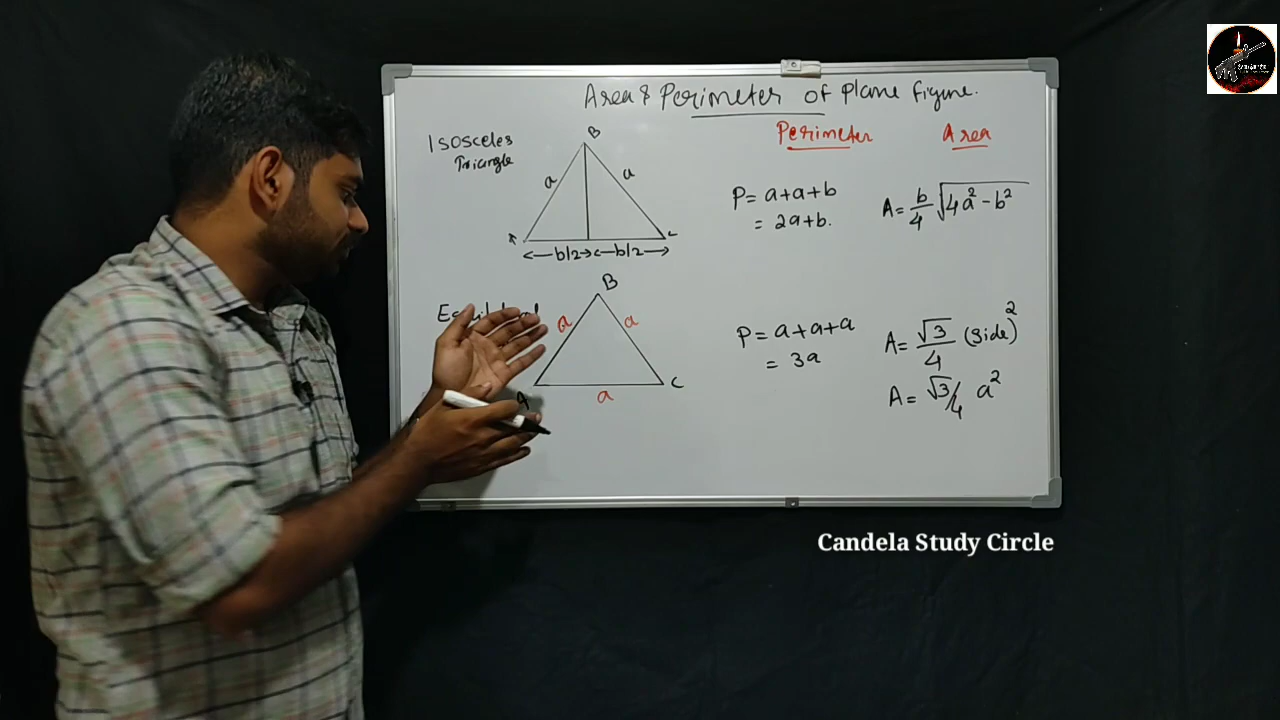 Area & Perimeter of plane figure.
Perimeter Area
Isosceles
Triangle
B
a a
A C
b/2 b/2
P = a+a+b
= 2a+b.
A = b/4 √4a² - b²
B
a a
A C
a
P = a+a+a
= 3a
A = √3/4 (side)²
A = √3/4 a²
Candela Study Circle